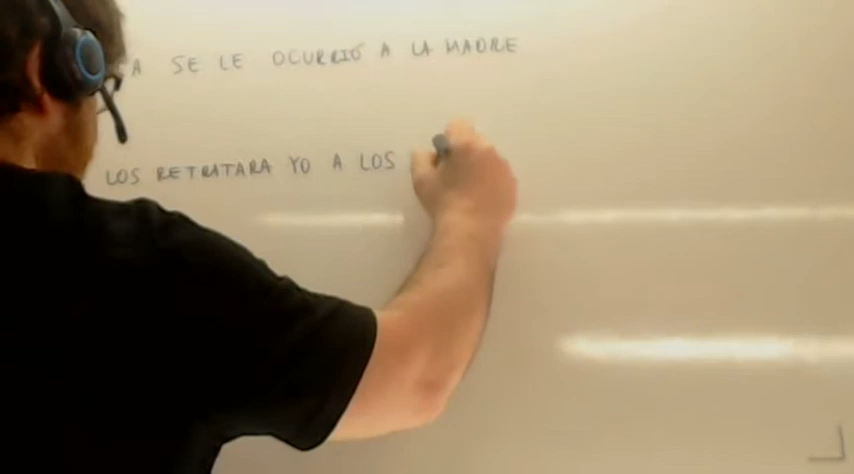 A SE LE OCURRIÓ A LA MADRE
LOS RETRATARA YO A LOS